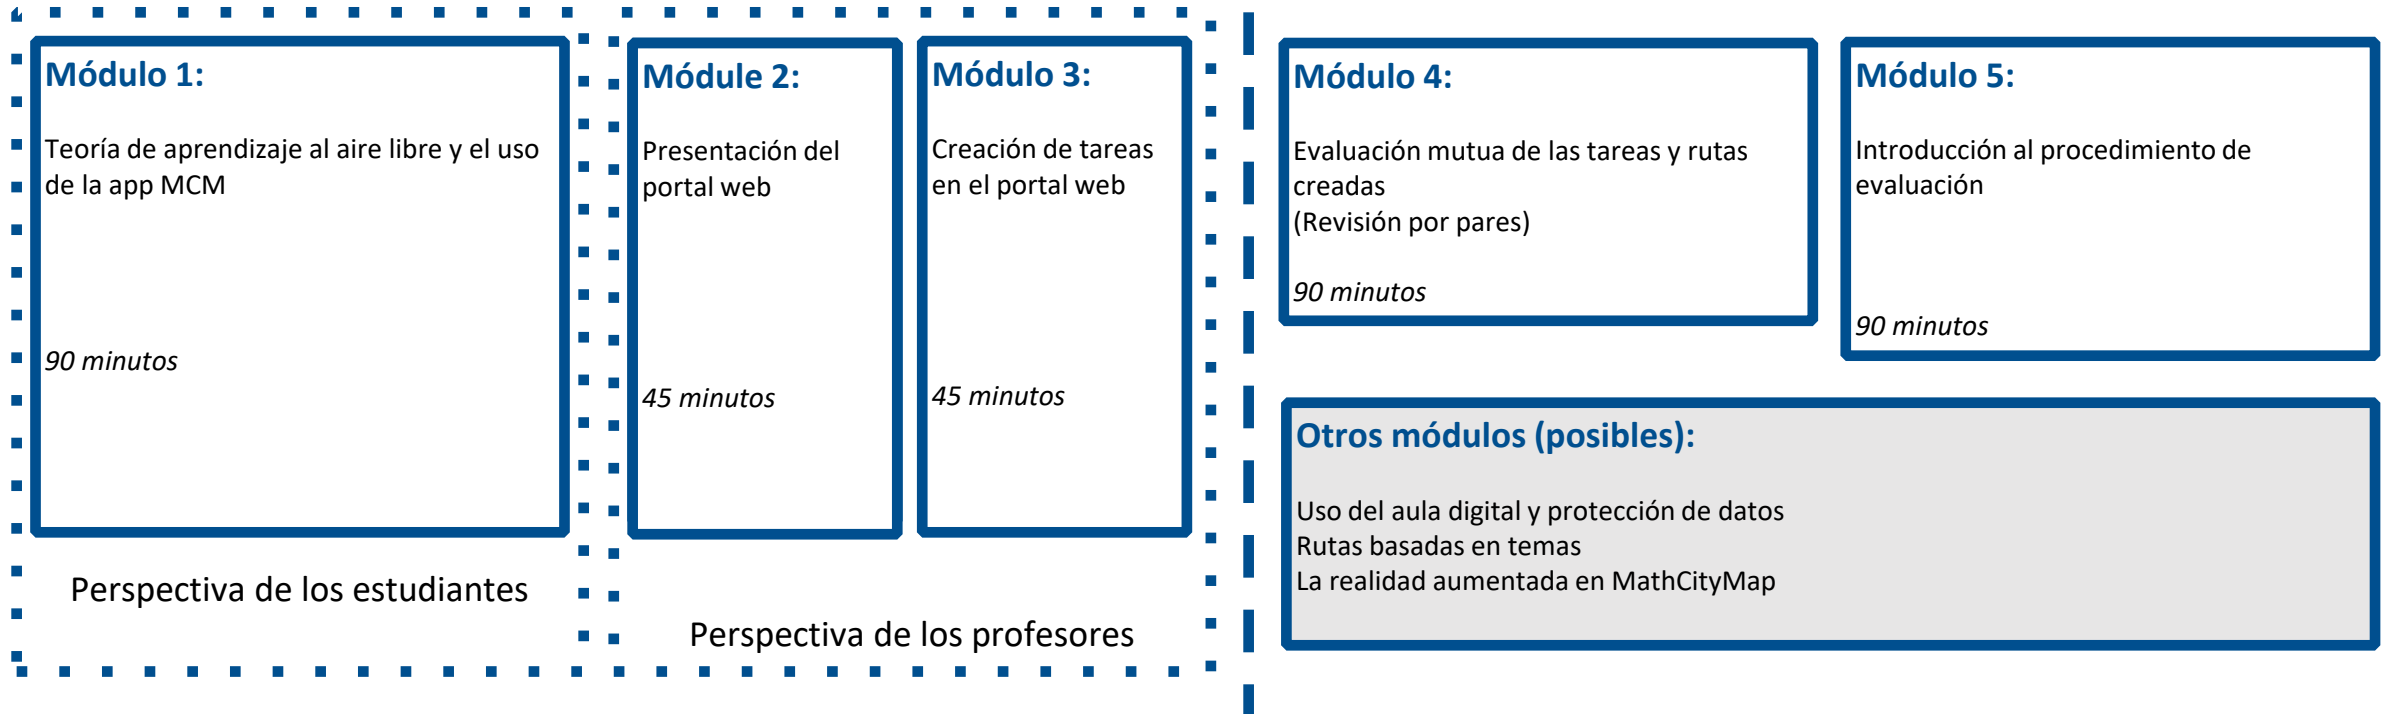 Módulo 1:
Teoría de aprendizaje al aire libre y el uso
de la app MCM
90 minutos
Perspectiva de los estudiantes
Módule 2:
Presentación del
portal web
45 minutos
Módulo 3:
Creación de tareas
en el portal web
45 minutos
Perspectiva de los profesores
Módulo 4:
Evaluación mutua de las tareas y rutas
creadas
(Revisión por pares)
90 minutos
Módulo 5:
Introducción al procedimiento de
evaluación
90 minutos
Otros módulos (posibles):
Uso del aula digital y protección de datos
Rutas basadas en temas
La realidad aumentada en MathCityMap